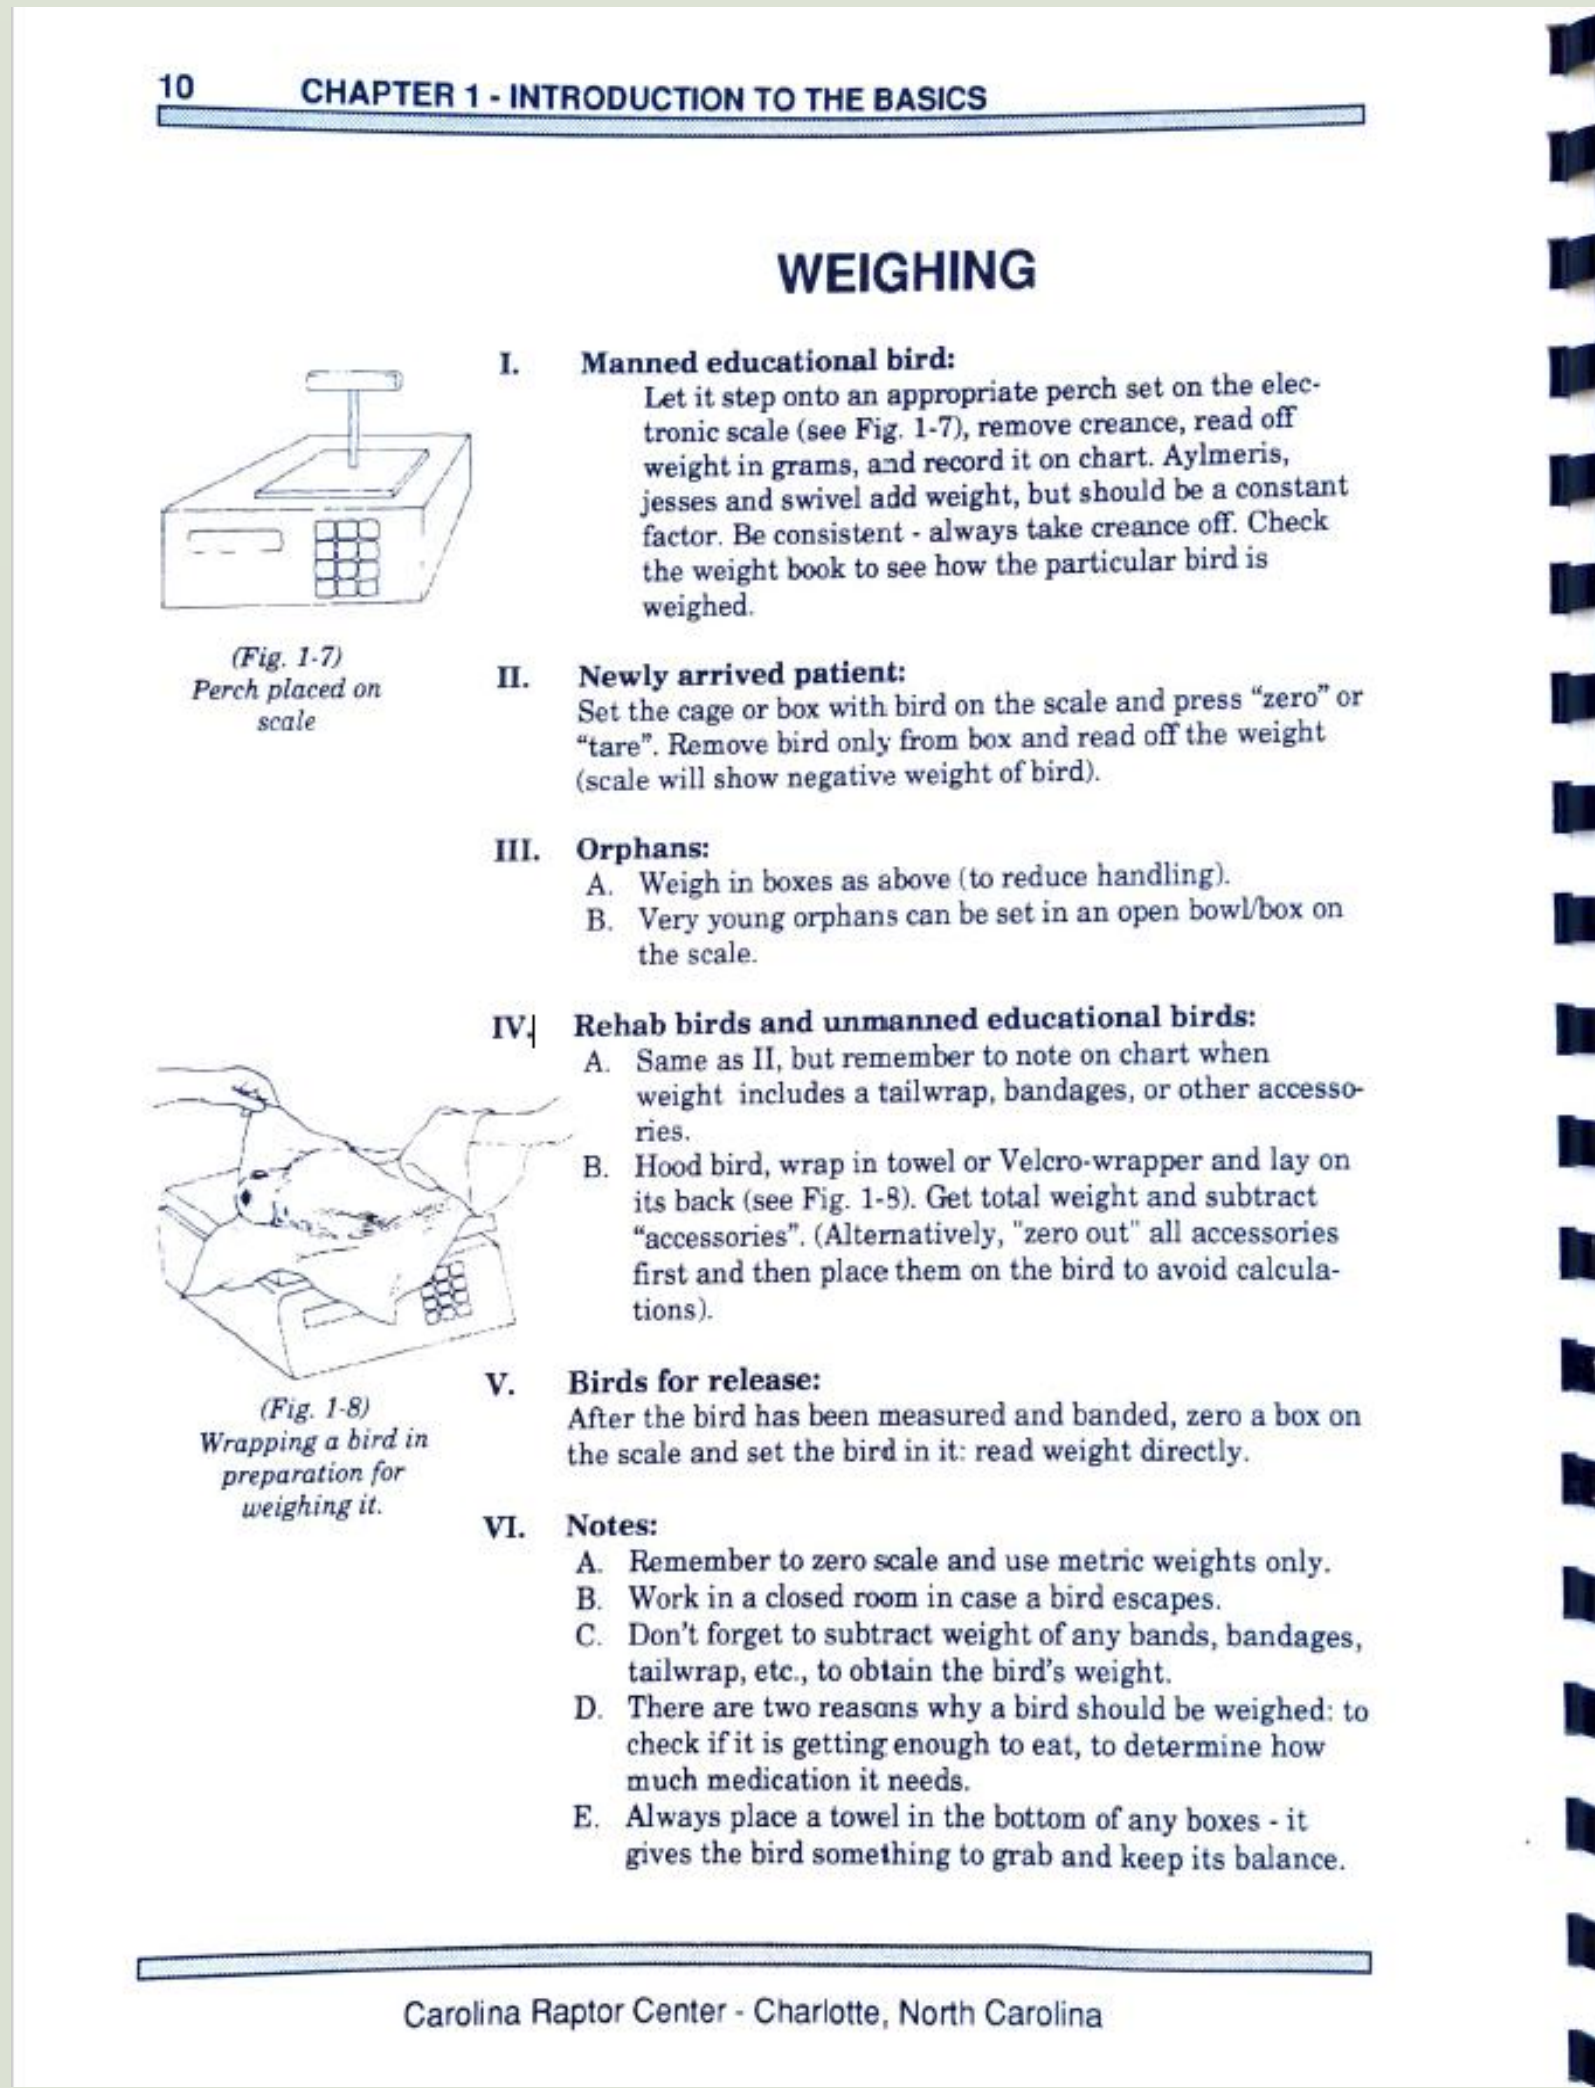 10 CHAPTER 1 - INTRODUCTION TO THE BASICS
WEIGHING
I. Manned educational bird:
Let it step onto an appropriate perch set on the elec-
tronic scale (see Fig. 1-7), remove creance, read off
weight in grams, and record it on chart. Aylmeris,
jesses and swivel add weight, but should be a constant
factor. Be consistent - always take creance off. Check
the weight book to see how the particular bird is
weighed.
(Fig. 1-7)
Perch placed on
scale
II. Newly arrived patient:
Set the cage or box with bird on the scale and press “zero” or
“tare”. Remove bird only from box and read off the weight
(scale will show negative weight of bird).
III. Orphans:
A. Weigh in boxes as above (to reduce handling).
B. Very young orphans can be set in an open bowl/box on
the scale.
IV. Rehab birds and unmanned educational birds:
A. Same as II, but remember to note on chart when
weight includes a tailwrap, bandages, or other accesso-
ries.
B. Hood bird, wrap in towel or Velcro-wrapper and lay on
its back (see Fig. 1-8). Get total weight and subtract
“accessories”. (Alternatively, "zero out" all accessories
first and then place them on the bird to avoid calcula-
tions).
(Fig. 1-8)
Wrapping a bird in
preparation for
weighing it.
V. Birds for release:
After the bird has been measured and banded, zero a box on
the scale and set the bird in it: read weight directly.
VI. Notes:
A. Remember to zero scale and use metric weights only.
B. Work in a closed room in case a bird escapes.
C. Don't forget to subtract weight of any bands, bandages,
tailwrap, etc., to obtain the bird's weight.
D. There are two reasons why a bird should be weighed: to
check if it is getting enough to eat, to determine how
much medication it needs.
E. Always place a towel in the bottom of any boxes - it
gives the bird something to grab and keep its balance.
Carolina Raptor Center - Charlotte, North Carolina